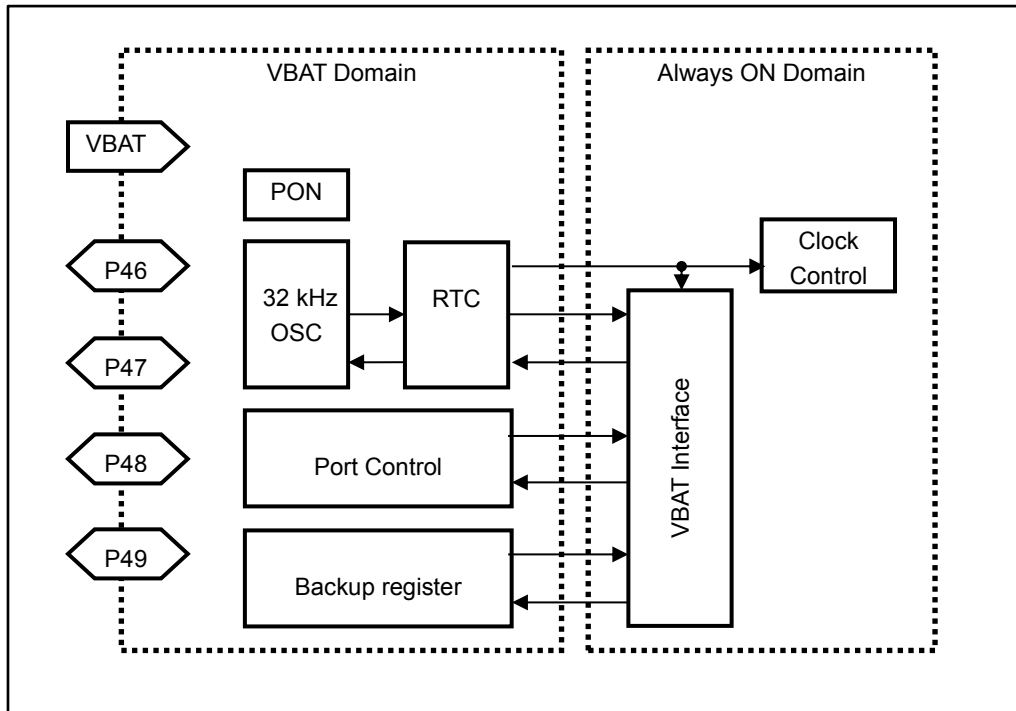 VBAT Domain
Always ON Domain
VBAT
PON
P46
32 kHz
OSC
RTC
Clock
Control
P47
P48
Port Control
VBAT Interface
P49
Backup register